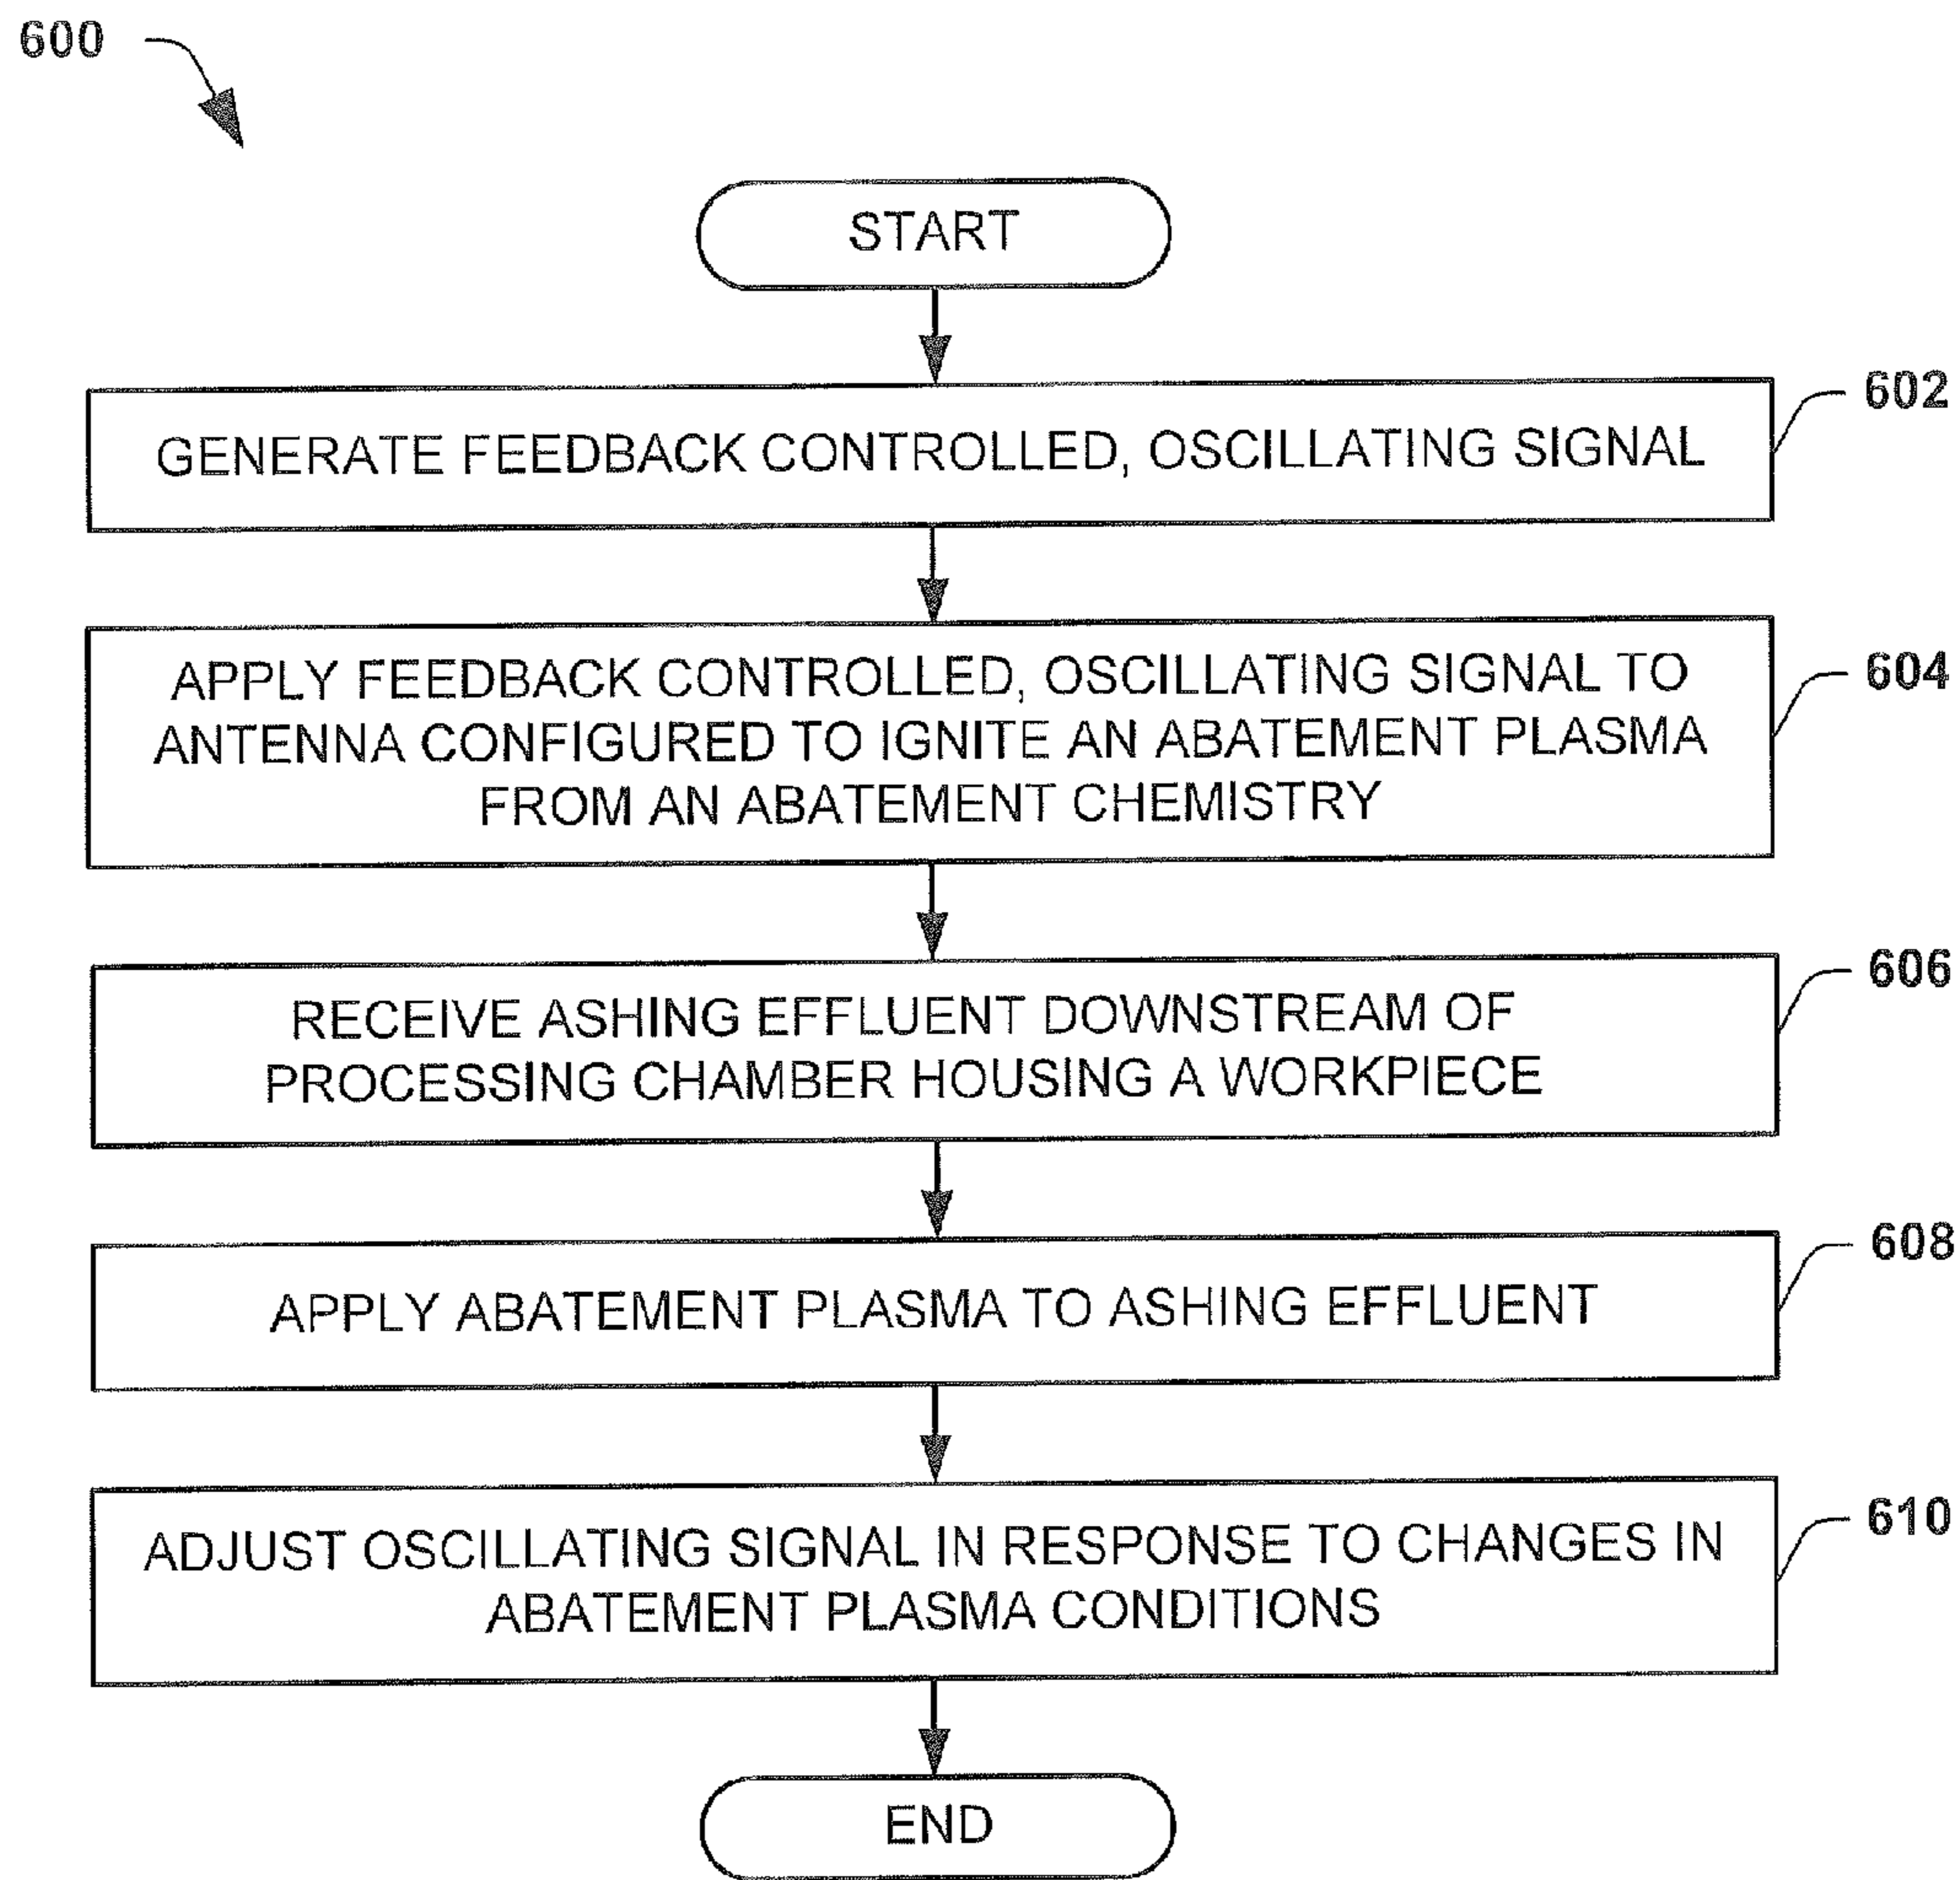 600
START
GENERATE FEEDBACK CONTROLLED, OSCILLATING SIGNAL
602
APPLY FEEDBACK CONTROLLED, OSCILLATING SIGNAL TO
ANTENNA CONFIGURED TO IGNITE AN ABATEMENT PLASMA
FROM AN ABATEMENT CHEMISTRY
604
RECEIVE ASHING EFFLUENT DOWNSTREAM OF
PROCESSING CHAMBER HOUSING A WORKPIECE
606
APPLY ABATEMENT PLASMA TO ASHING EFFLUENT
608
ADJUST OSCILLATING SIGNAL IN RESPONSE TO CHANGES IN
ABATEMENT PLASMA CONDITIONS
610
END